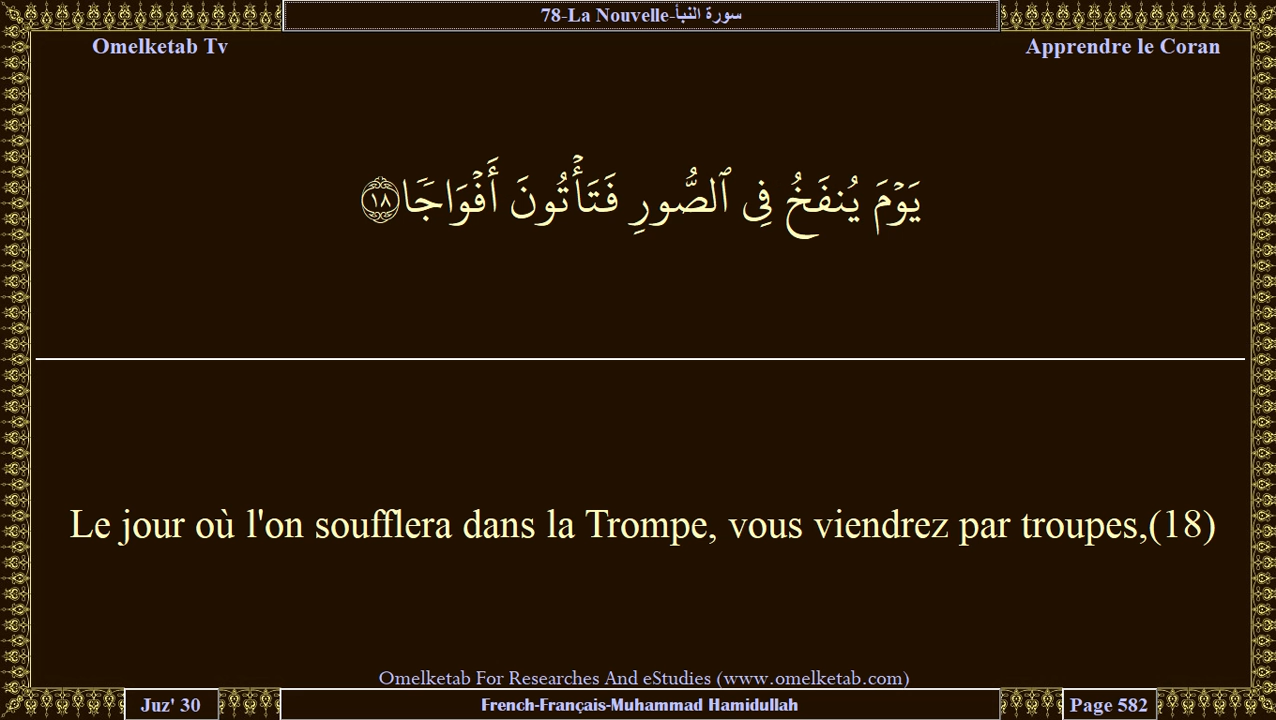 78-La Nouvelle-سورة النبأ
Omelketab Tv
Apprendre le Coran
يَوۡمَ يُنفَخُ فِي ٱلصُّورِ فَتَأۡتُونَ أَفۡوَاجٗا ١٨
Le jour où l'on soufflera dans la Trompe, vous viendrez par troupes,(18)
Omelketab For Researches And eStudies (www.omelketab.com)
Juz' 30
French-Français-Muhammad Hamidullah
Page 582